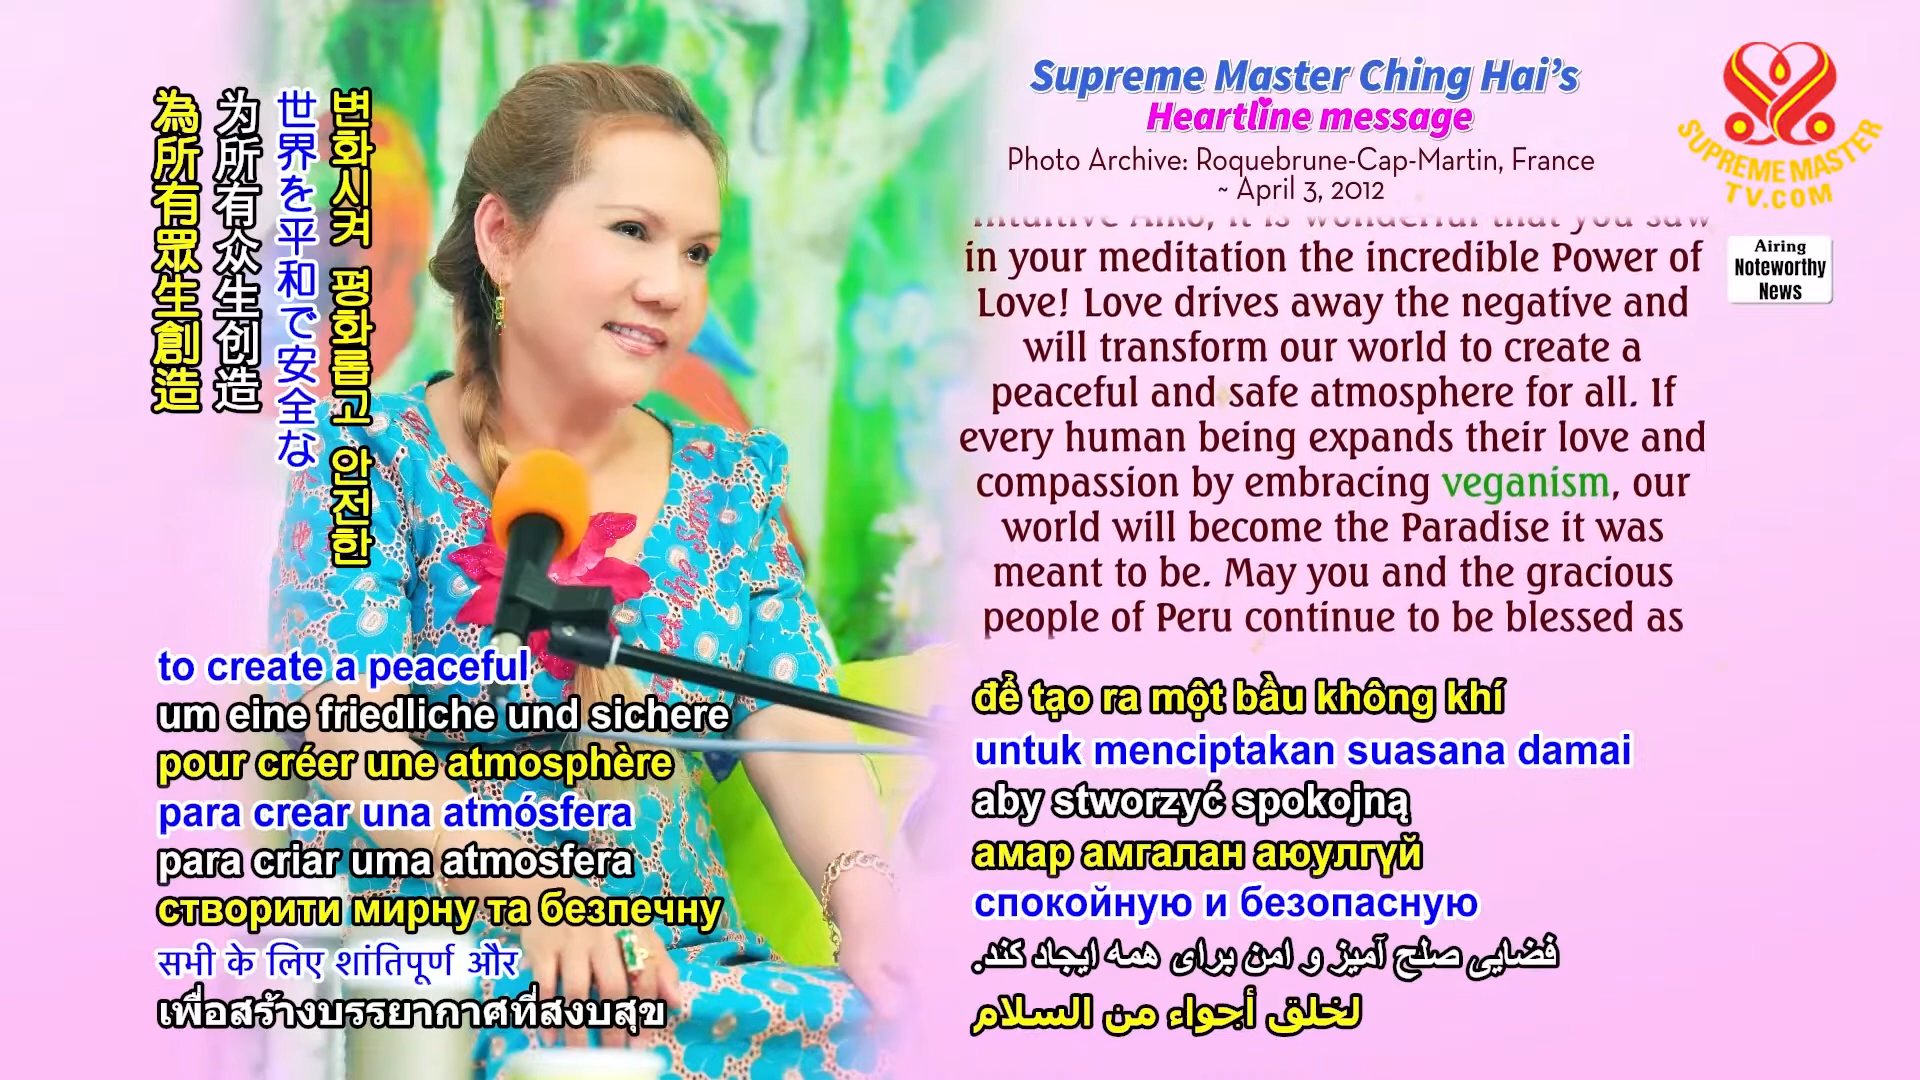 Supreme Master Ching Hai's
Heartline message
Photo Archive: Roquebrune-Cap-Martin, France
~ April 3, 2012
SUPREME MASTER
TV.COM
Airing
Noteworthy
News
Intuitive Aiko, it is wonderful that you saw
in your meditation the incredible Power of
Love! Love drives away the negative and
will transform our world to create a
peaceful and safe atmosphere for all. If
every human being expands their love and
compassion by embracing veganism, our
world will become the Paradise it was
meant to be. May you and the gracious
people of Peru continue to be blessed as
변화시켜 평화롭고 안전한
世界を平和で安全な
为所有众生创造
為所有眾生創造
to create a peaceful
um eine friedliche und sichere
pour créer une atmosphère
para crear una atmósfera
para criar uma atmosfera
створити мирну та безпечну
सभी के लिए शांतिपूर्ण और
เพื่อสร้างบรรยากาศที่สงบสุข
để tạo ra một bầu không khí
untuk menciptakan suasana damai
aby stworzyć spokojną
амар амгалан аюулгүй
спокойную и безопасную
فضایی صلح آمیز و امن برای همه ایجاد کند.
لخلق أجواء من السلام